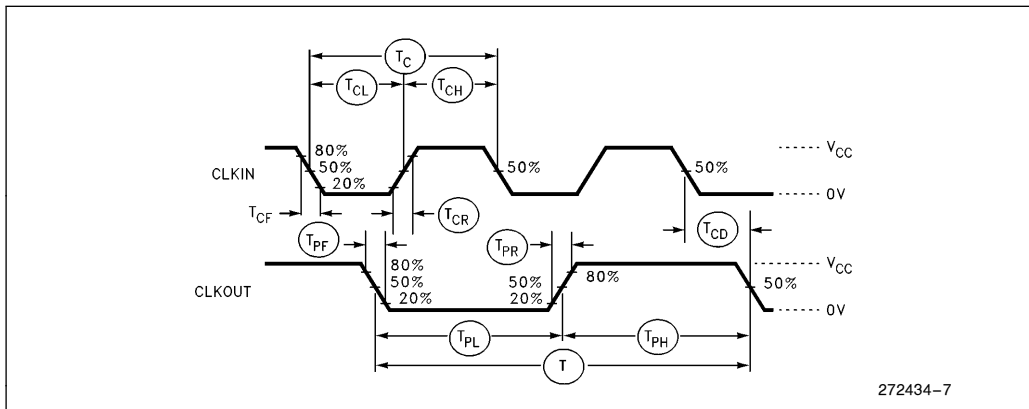 T_C
T_CL T_CH
80% V_CC
CLKIN 50% 50% 50%
20% 0V
T_CF T_CR T_CD
T_PF T_PR
80% 80% V_CC
CLKOUT 50% 50% 50%
20% 20% 0V
T_PL T_PH
T
272434–7